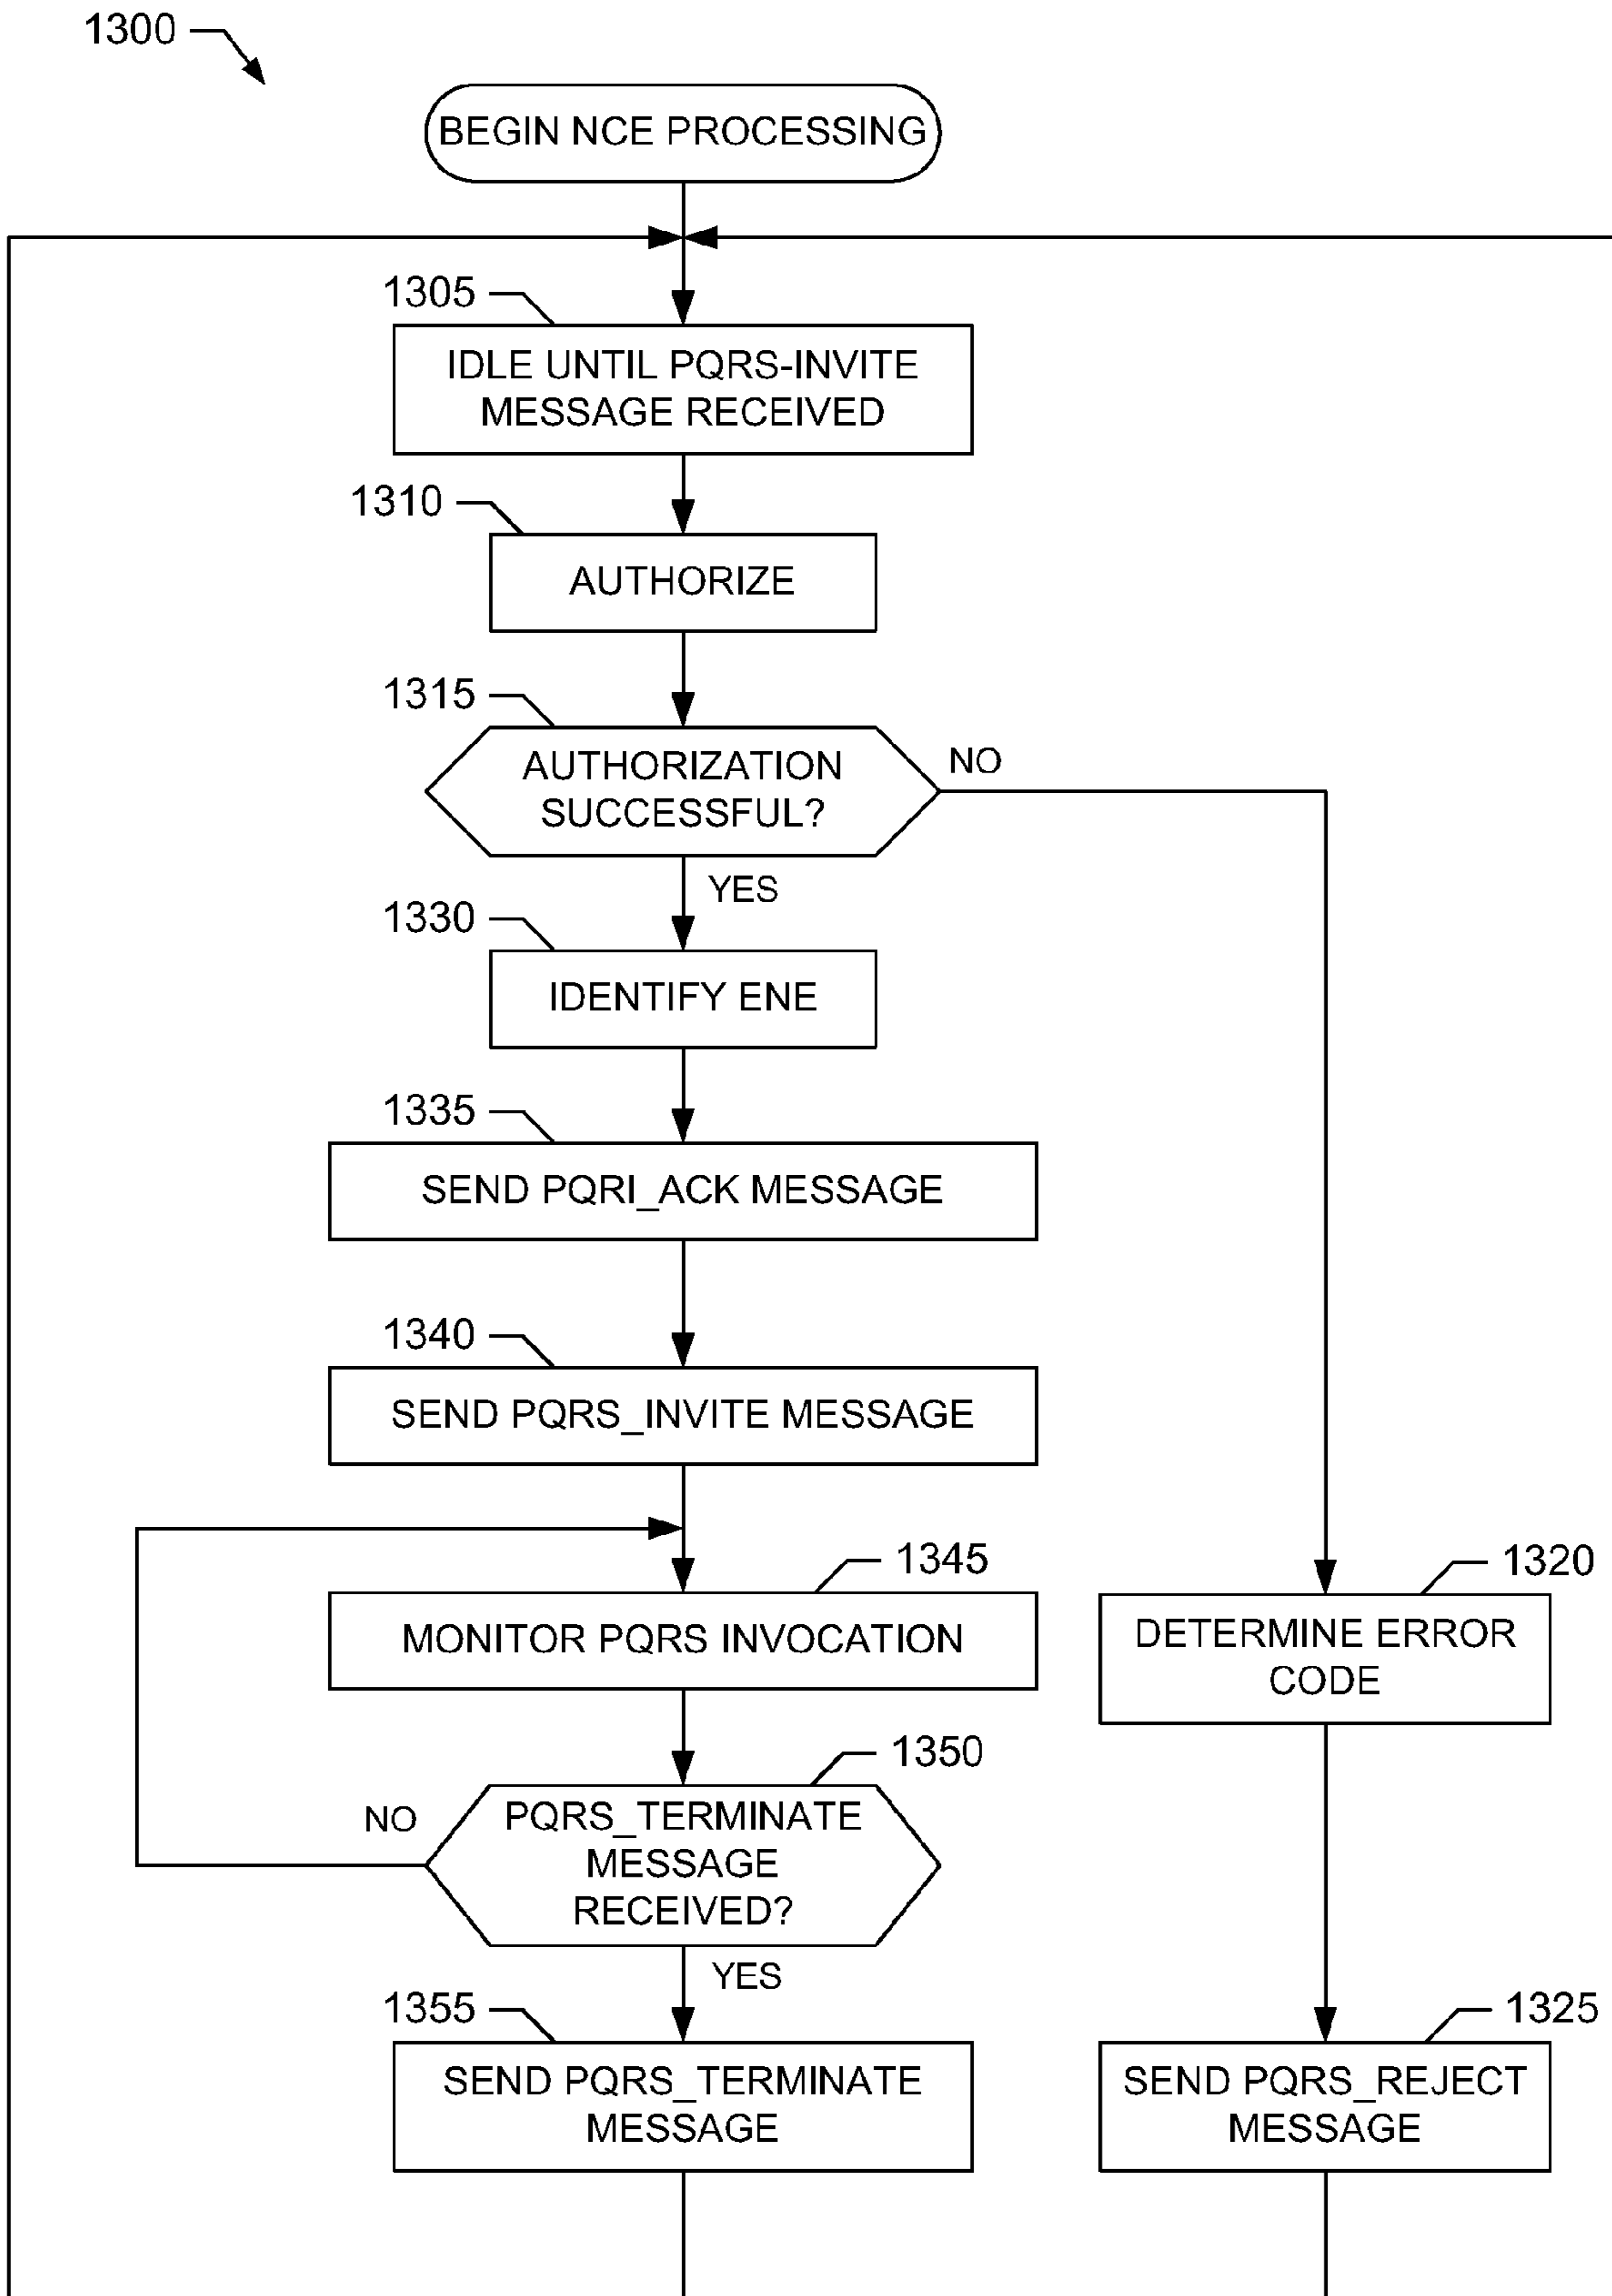 1300
BEGIN NCE PROCESSING
1305
IDLE UNTIL PQRS-INVITE
MESSAGE RECEIVED
1310
AUTHORIZE
1315
AUTHORIZATION
SUCCESSFUL?
NO
YES
1330
IDENTIFY ENE
1335
SEND PQRI_ACK MESSAGE
1340
SEND PQRS_INVITE MESSAGE
1345
MONITOR PQRS INVOCATION
1320
DETERMINE ERROR
CODE
1350
PQRS_TERMINATE
MESSAGE
RECEIVED?
NO
YES
1355
SEND PQRS_TERMINATE
MESSAGE
1325
SEND PQRS_REJECT
MESSAGE